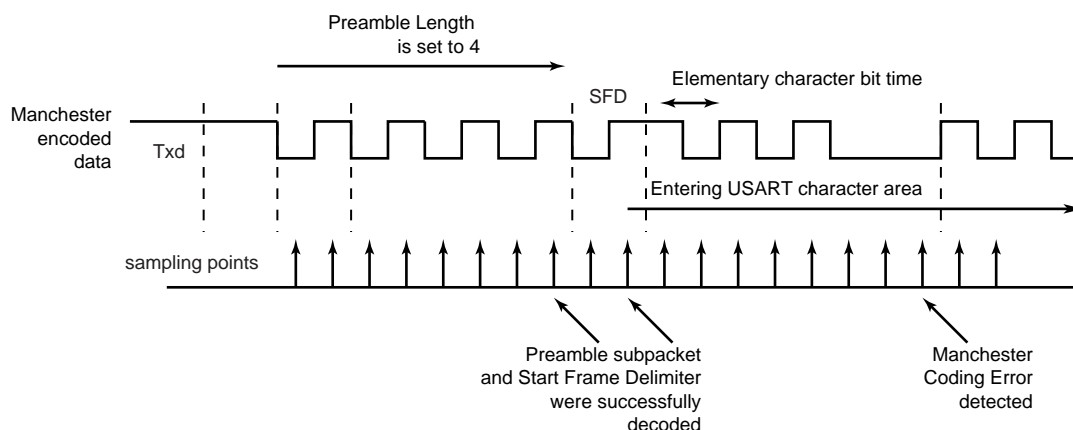 Preamble Length
is set to 4
Elementary character bit time
SFD
Manchester
encoded
data
Txd
Entering USART character area
sampling points
Preamble subpacket
and Start Frame Delimiter
were successfully
decoded
Manchester
Coding Error
detected